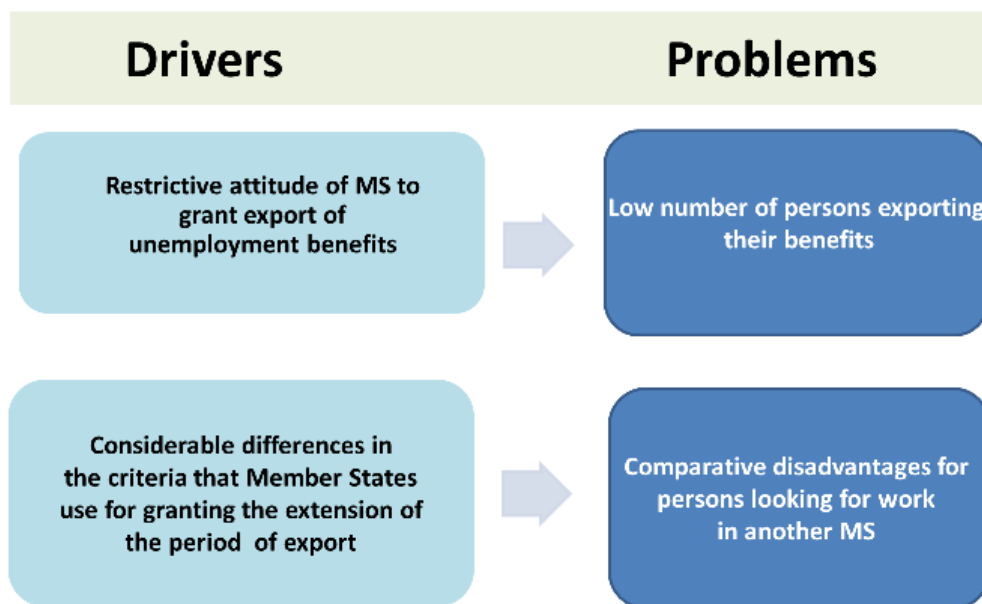 Drivers
Problems
Restrictive attitude of MS to
grant export of
unemployment benefits
Low number of persons exporting
their benefits
Considerable differences in
the criteria that Member States
use for granting the extension of
the period of export
Comparative disadvantages for
persons looking for work
in another MS